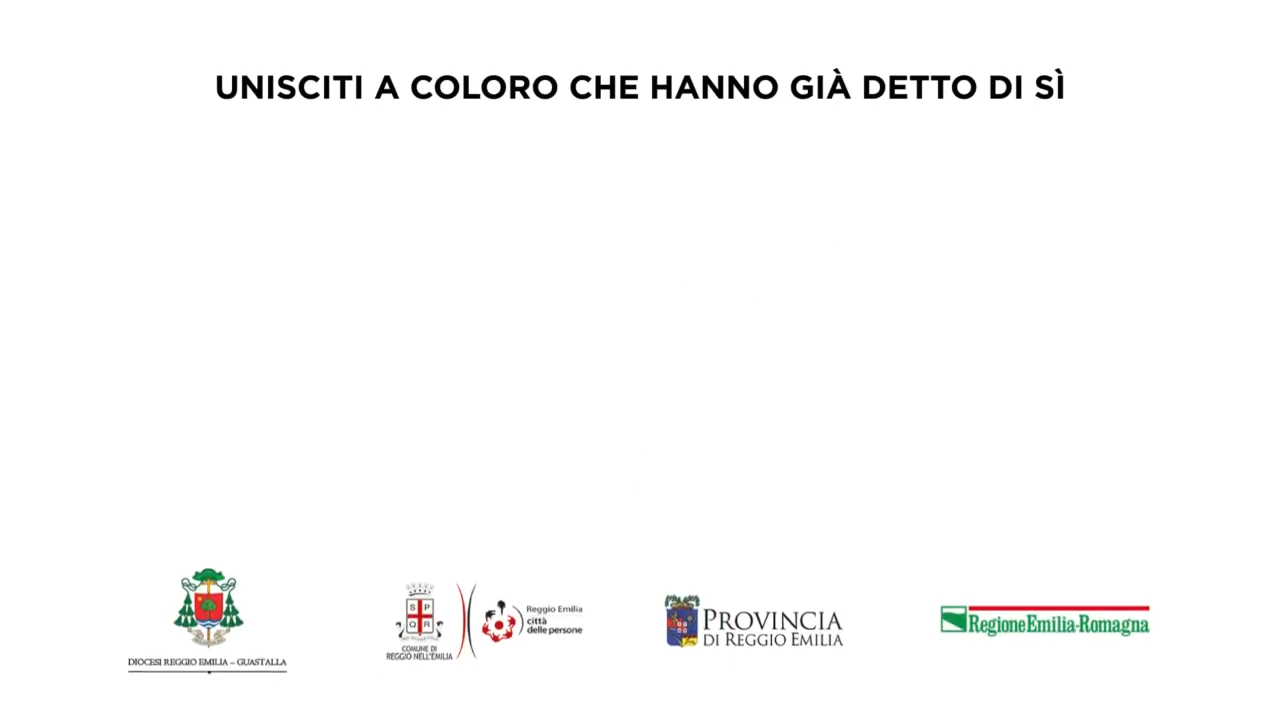 UNISCITI A COLORO CHE HANNO GIÀ DETTO DI SÌ
DIOCESI REGGIO EMILIA – GUASTALLA
S P
Q R
COMUNE DI
REGGIO NELL'EMILIA
Reggio Emilia
città
delle persone
PROVINCIA
DI REGGIO EMILIA
RegioneEmilia-Romagna